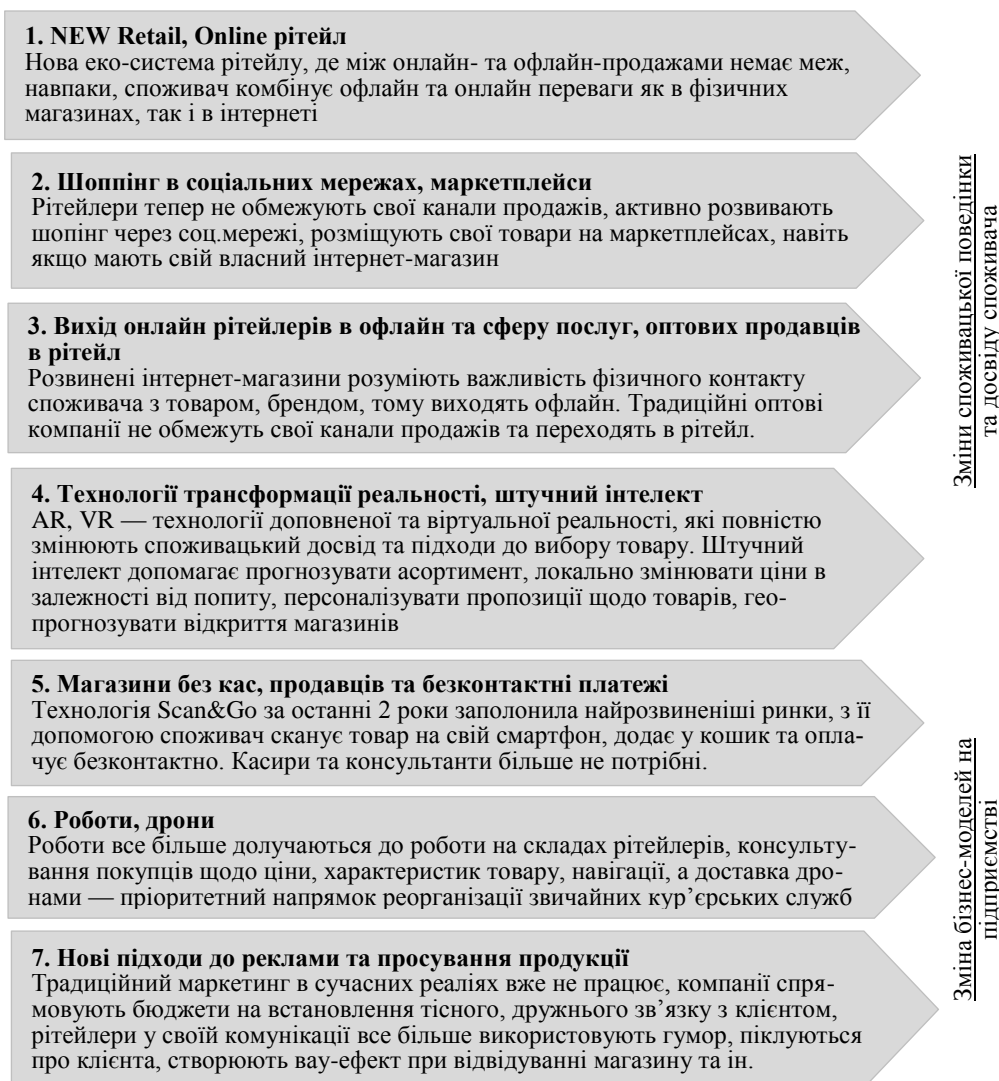 1. NEW Retail, Online рітейл
Нова еко-система рітейлу, де між онлайн- та офлайн-продажами немає меж,
навпаки, споживач комбінує офлайн та онлайн переваги як в фізичних
магазинах, так і в інтернеті
2. Шоппінг в соціальних мережах, маркетплейси
Рітейлери тепер не обмежують свої канали продажів, активно розвивають
шопінг через соц.мережі, розміщують свої товари на маркетплейсах, навіть
якщо мають свій власний інтернет-магазин
3. Вихід онлайн рітейлерів в офлайн та сферу послуг, оптових продавців
в рітейл
Розвинені інтернет-магазини розуміють важливість фізичного контакту
споживача з товаром, брендом, тому виходять офлайн. Традиційні оптові
компанії не обмежуть свої канали продажів та переходять в рітейл.
4. Технології трансформації реальності, штучний інтелект
AR, VR — технології доповненої та віртуальної реальності, які повністю
змінюють споживацький досвід та підходи до вибору товару. Штучний
інтелект допомагає прогнозувати асортимент, локально змінювати ціни в
залежності від попиту, персоналізувати пропозиції щодо товарів, гео-
прогнозувати відкриття магазинів
5. Магазини без кас, продавців та безконтактні платежі
Технологія Scan&Go за останні 2 роки заполонила найрозвиненіші ринки, з її
допомогою споживач сканує товар на свій смартфон, додає у кошик та опла-
чує безконтактно. Касири та консультанти більше не потрібні.
6. Роботи, дрони
Роботи все більше долучаються до роботи на складах рітейлерів, консульту-
вання покупців щодо ціни, характеристик товару, навігації, а доставка дро-
нами — пріоритетний напрямок реорганізації звичайних кур’єрських служб
7. Нові підходи до реклами та просування продукції
Традиційний маркетинг в сучасних реаліях вже не працює, компанії спря-
мовують бюджети на встановлення тісного, дружнього зв’язку з клієнтом,
рітейлери у своїй комунікації все більше використовують гумор, піклуються
про клієнта, створюють вау-ефект при відвідуванні магазину та ін.
Зміни споживацької поведінки
та досвіду споживача
Зміна бізнес-моделей на
підприємстві